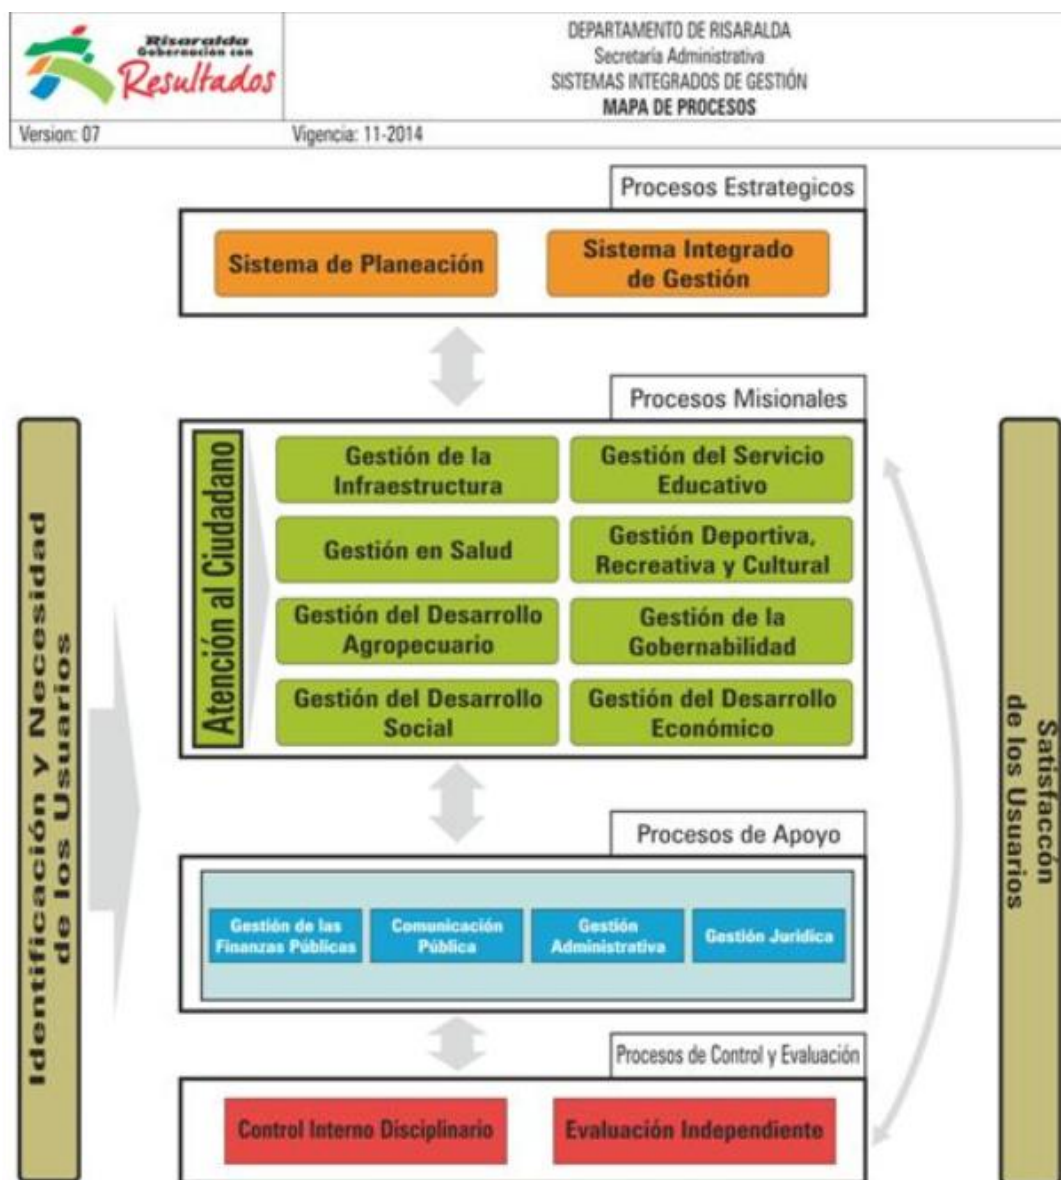 Risaralda
Gobernación con
Resultados
DEPARTAMENTO DE RISARALDA
Secretaría Administrativa
SISTEMAS INTEGRADOS DE GESTIÓN
MAPA DE PROCESOS
Version: 07
Vigencia: 11-2014
Procesos Estrategicos
Sistema de Planeación
Sistema Integrado
de Gestión
Procesos Misionales
Identificación y Necesidad
de los Usuarios
Atención al Ciudadano
Gestión de la
Infraestructura
Gestión del Servicio
Educativo
Gestión en Salud
Gestión Deportiva,
Recreativa y Cultural
Gestión del Desarrollo
Agropecuario
Gestión de la
Gobernabilidad
Gestión del Desarrollo
Social
Gestión del Desarrollo
Económico
Satisfaccón
de los Usuarios
Procesos de Apoyo
Gestión de las
Finanzas Públicas
Comunicación
Pública
Gestión
Administrativa
Gestión Juridica
Procesos de Control y Evaluación
Control Interno Disciplinario
Evaluación Independiente